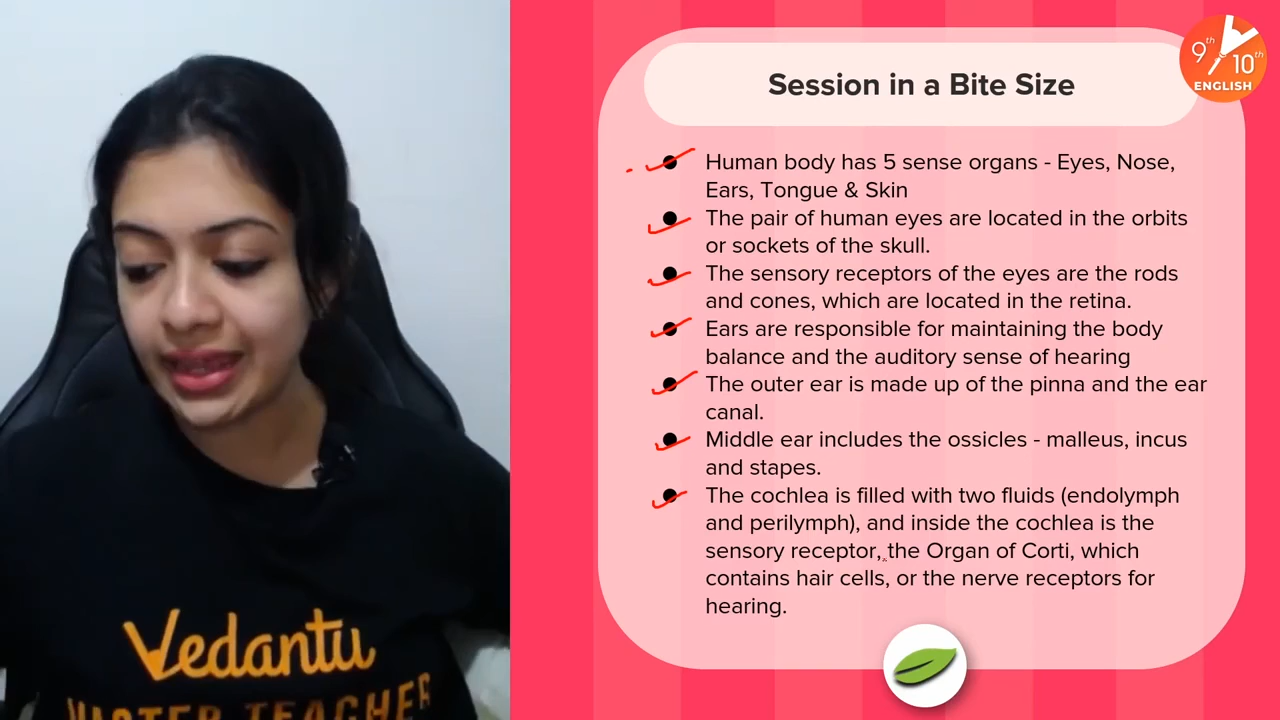 Session in a Bite Size
9th
10th
ENGLISH
Human body has 5 sense organs - Eyes, Nose,
Ears, Tongue & Skin
The pair of human eyes are located in the orbits
or sockets of the skull.
The sensory receptors of the eyes are the rods
and cones, which are located in the retina.
Ears are responsible for maintaining the body
balance and the auditory sense of hearing
The outer ear is made up of the pinna and the ear
canal.
Middle ear includes the ossicles - malleus, incus
and stapes.
The cochlea is filled with two fluids (endolymph
and perilymph), and inside the cochlea is the
sensory receptor, the Organ of Corti, which
contains hair cells, or the nerve receptors for
hearing.
Vedantu
TEACHER